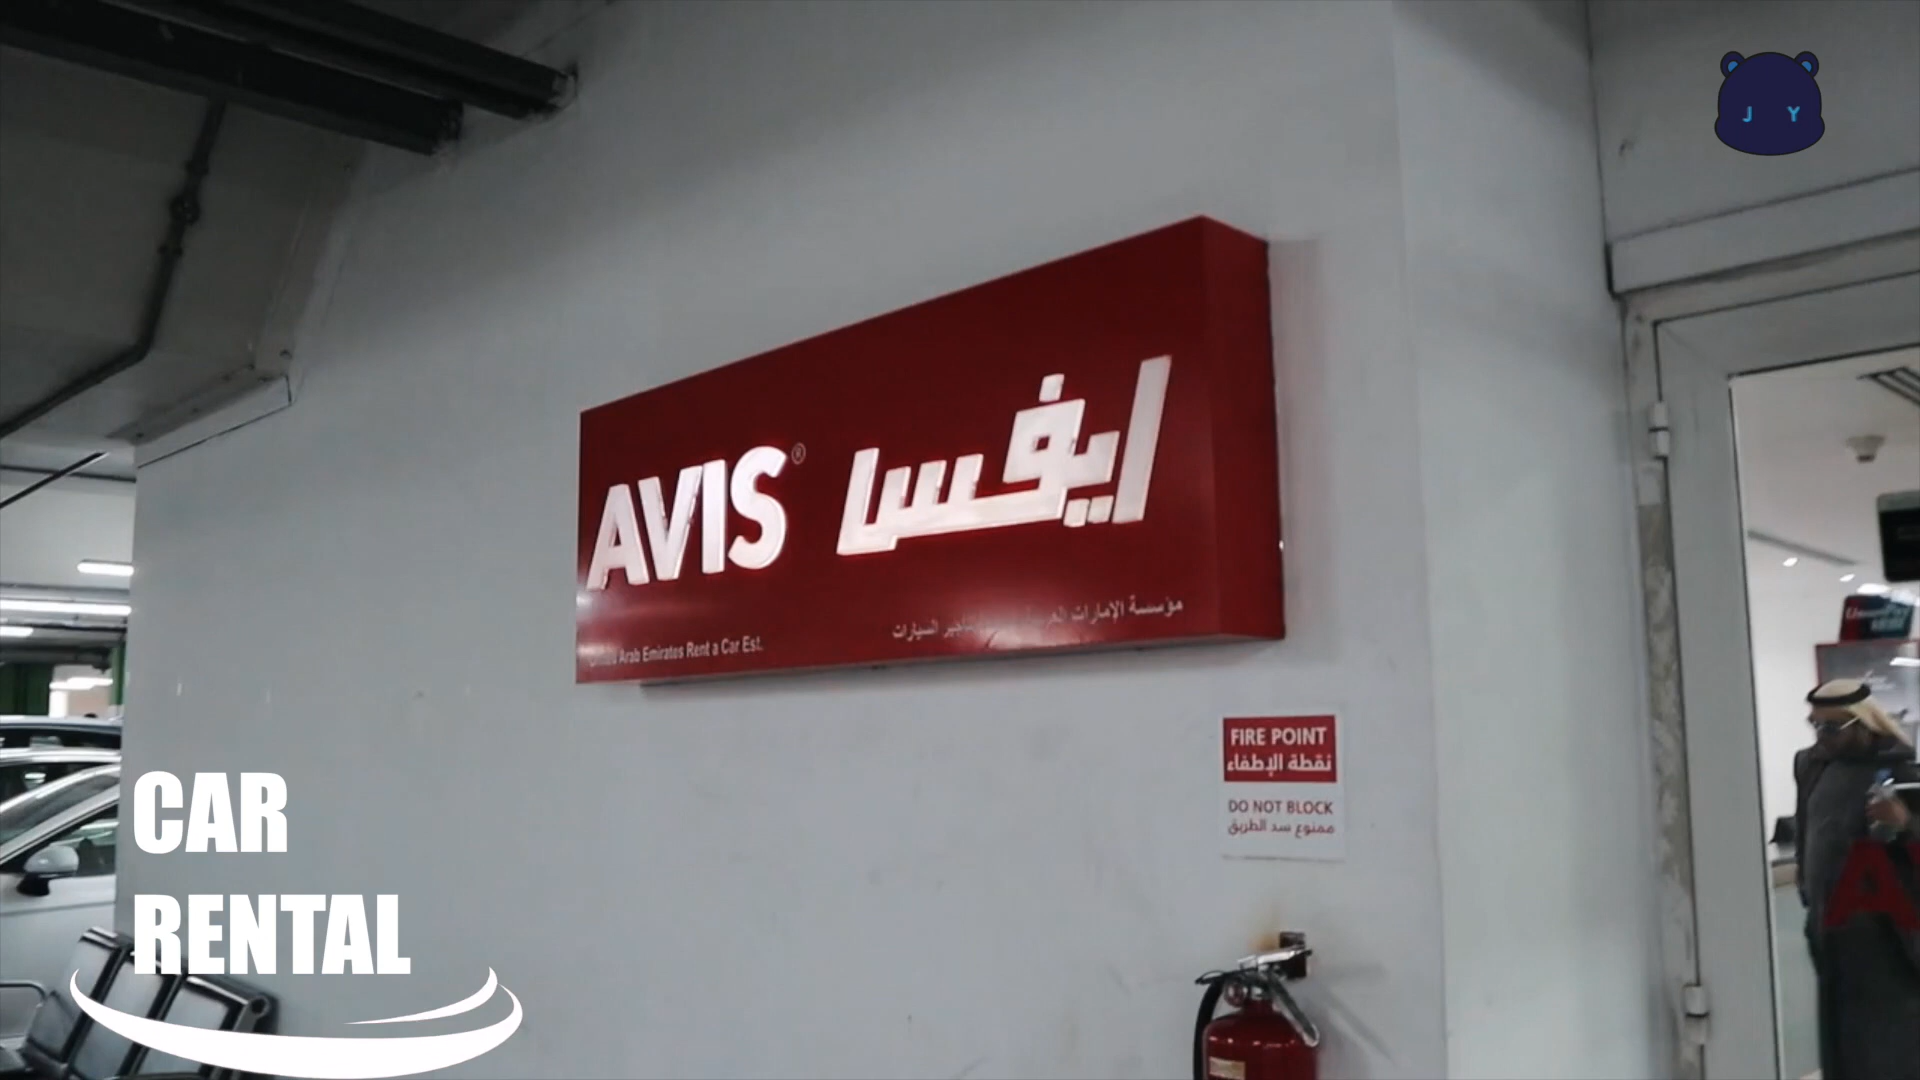 J Y
AVIS®
ايفس
Arab Emirates Rent a Car Est.
مؤسسة الإمارات السيارات
FIRE POINT
نقطة الإطفاء
DO NOT BLOCK
ممنوع سد الطريق
CAR
RENTAL